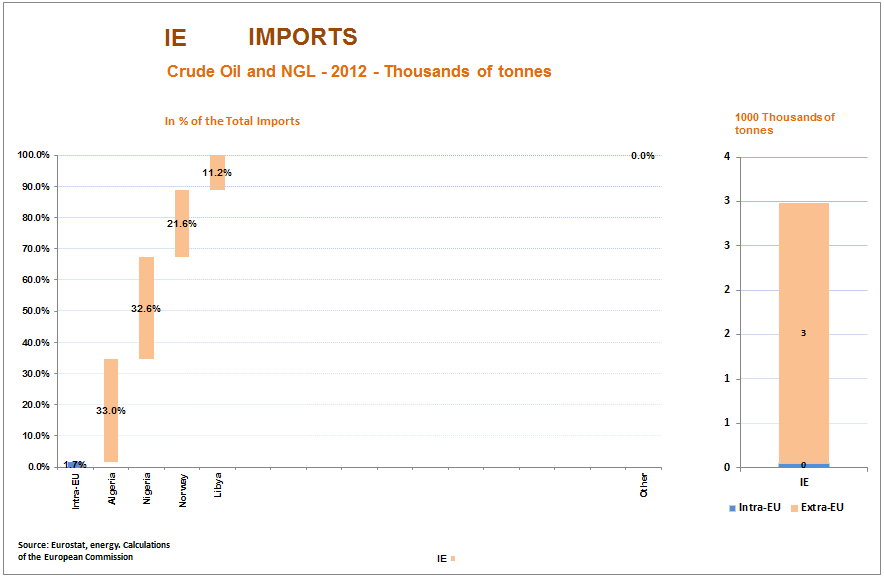 IE IMPORTS
Crude Oil and NGL - 2012 - Thousands of tonnes
In % of the Total Imports
1000 Thousands of
tonnes
100.0%
90.0%
80.0%
70.0%
60.0%
50.0%
40.0%
30.0%
20.0%
10.0%
0.0%
1.7%
33.0%
32.6%
21.6%
11.2%
0.0%
Intra-EU
Algeria
Nigeria
Norway
Libya
Other
4
3
3
2
2
1
1
0
3
0
IE
Intra-EU Extra-EU
Source: Eurostat, energy. Calculations
of the European Commission
IE